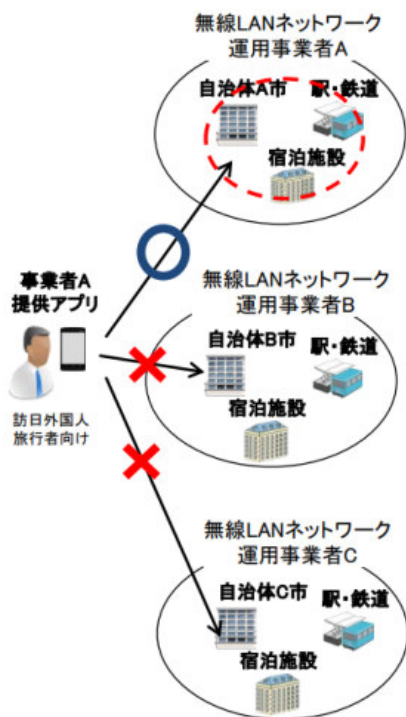 無線LANネットワーク
運用事業者A
自治体A市
駅・鉄道
宿泊施設
事業者A
提供アプリ
訪日外国人
旅行者向け
無線LANネットワーク
運用事業者B
自治体B市
駅・鉄道
宿泊施設
無線LANネットワーク
運用事業者C
自治体C市
駅・鉄道
宿泊施設